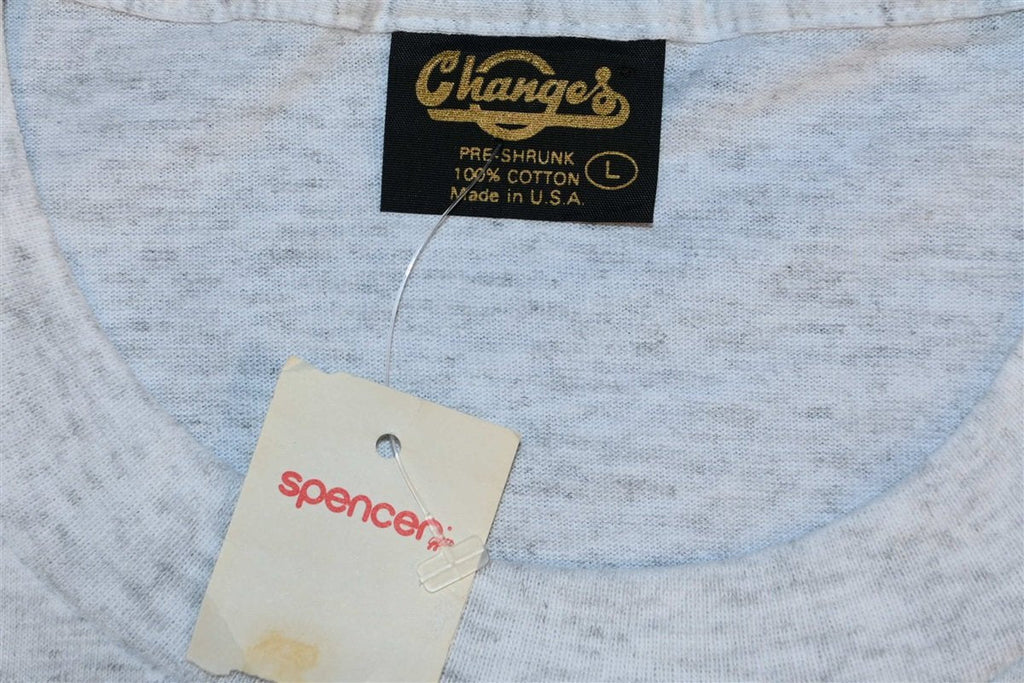 Changes
PRE-SHRUNK
100% COTTON
L
Made in U.S.A.
spencer